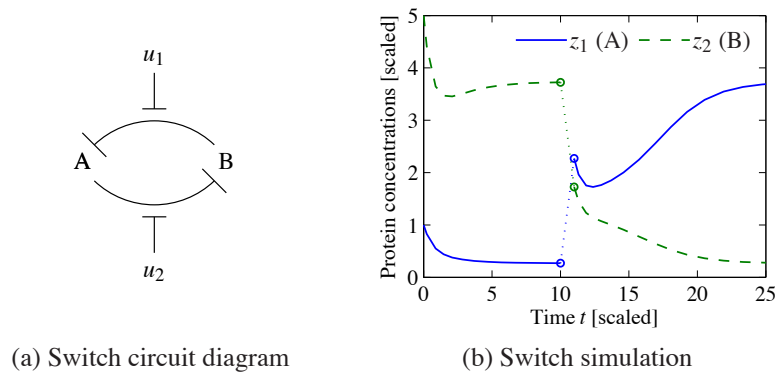 u1
A B
u2
(a) Switch circuit diagram
Protein concentrations [scaled]
z1 (A) z2 (B)
5
4
3
2
1
0
0 5 10 15 20 25
Time t [scaled]
(b) Switch simulation